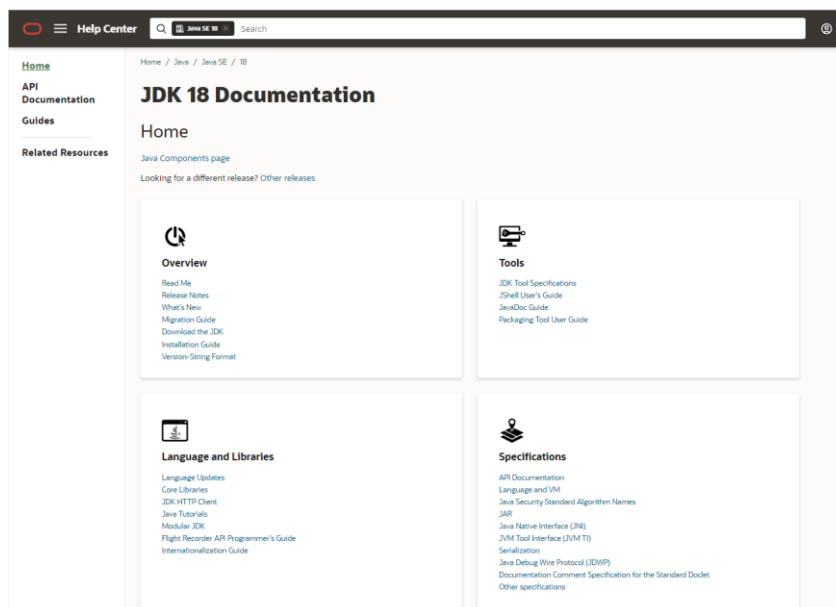 Help Center
Java SE 18
Search
Home
API
Documentation
Guides
Related Resources
Home / Java / Java SE / 18
JDK 18 Documentation
Home
Java Components page
Looking for a different release? Other releases
Overview
Read Me
Release Notes
What's New
Migration Guide
Download the JDK
Installation Guide
Version-String Format
Tools
JDK Tool Specifications
JShell User's Guide
JavaDoc Guide
Packaging Tool User Guide
Language and Libraries
Language Updates
Core Libraries
JDK HTTP Client
Java Tutorials
Modular JDK
Flight Recorder API Programmer's Guide
Internationalization Guide
Specifications
API Documentation
Language and VM
Java Security Standard Algorithm Names
JAR
Java Native Interface (JNI)
JVM Tool Interface (JVM TI)
Serialization
Java Debug Wire Protocol (JDWP)
Documentation Comment Specification for the Standard Doclet
Other specifications